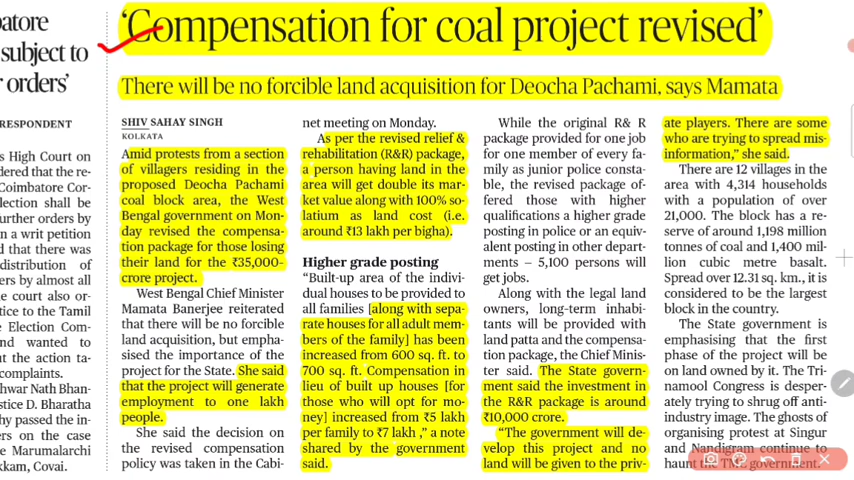 atore
subject to
r orders'
RESPONDENT
s High Court on
dered that the re-
Coimbatore Cor-
lection shall be
urther orders by
n a writ petition
d that there was
distribution of
ers by almost all
e court also or-
tice to the Tamil
e Election Com-
nd wanted to
ut the action ta-
complaints.
hwar Nath Bhan-
stice D. Bharatha
hy passed the in-
ers on the case
e Marumalarchi
kkam, Covai.
'Compensation for coal project revised'
There will be no forcible land acquisition for Deocha Pachami, says Mamata
SHIV SAHAY SINGH
KOLKATA
Amid protests from a section
of villagers residing in the
proposed Deocha Pachami
coal block area, the West
Bengal government on Mon-
day revised the compensa-
tion package for those losing
their land for the ₹35,000-
crore project.
West Bengal Chief Minister
Mamata Banerjee reiterated
that there will be no forcible
land acquisition, but empha-
sised the importance of the
project for the State. She said
that the project will generate
employment to one lakh
people.
She said the decision on
the revised compensation
policy was taken in the Cabi-
net meeting on Monday.
As per the revised relief &
rehabilitation (R&R) package,
a person having land in the
area will get double its mar-
ket value along with 100% so-
latium as land cost (i.e.
around ₹13 lakh per bigha).
Higher grade posting
"Built-up area of the indivi-
dual houses to be provided to
all families [along with sepa-
rate houses for all adult mem-
bers of the family] has been
increased from 600 sq. ft. to
700 sq. ft. Compensation in
lieu of built up houses [for
those who will opt for mo-
ney] increased from ₹5 lakh
per family to ₹7 lakh ," a note
shared by the government
said.
While the original R& R
package provided for one job
for one member of every fa-
mily as junior police consta-
ble, the revised package of-
fered those with higher
qualifications a higher grade
posting in police or an equi-
valent posting in other depart-
ments – 5,100 persons will
get jobs.
Along with the legal land
owners, long-term inhabi-
tants will be provided with
land patta and the compensa-
tion package, the Chief Minis-
ter said. The State govern-
ment said the investment in
the R&R package is around
₹10,000 crore.
"The government will de-
velop this project and no
land will be given to the priv-
ate players. There are some
who are trying to spread mis-
information," she said.
There are 12 villages in the
area with 4,314 households
with a population of over
21,000. The block has a re-
serve of around 1,198 million
tonnes of coal and 1,400 mil-
lion cubic metre basalt.
Spread over 12.31 sq. km., it is
considered to be the largest
block in the country.
The State government is
emphasising that the first
phase of the project will be
on land owned by it. The Tri-
namool Congress is desper-
ately trying to shrug off anti-
industry image. The ghosts of
organising protest at Singur
and Nandigram continue to
haunt the TMC government.